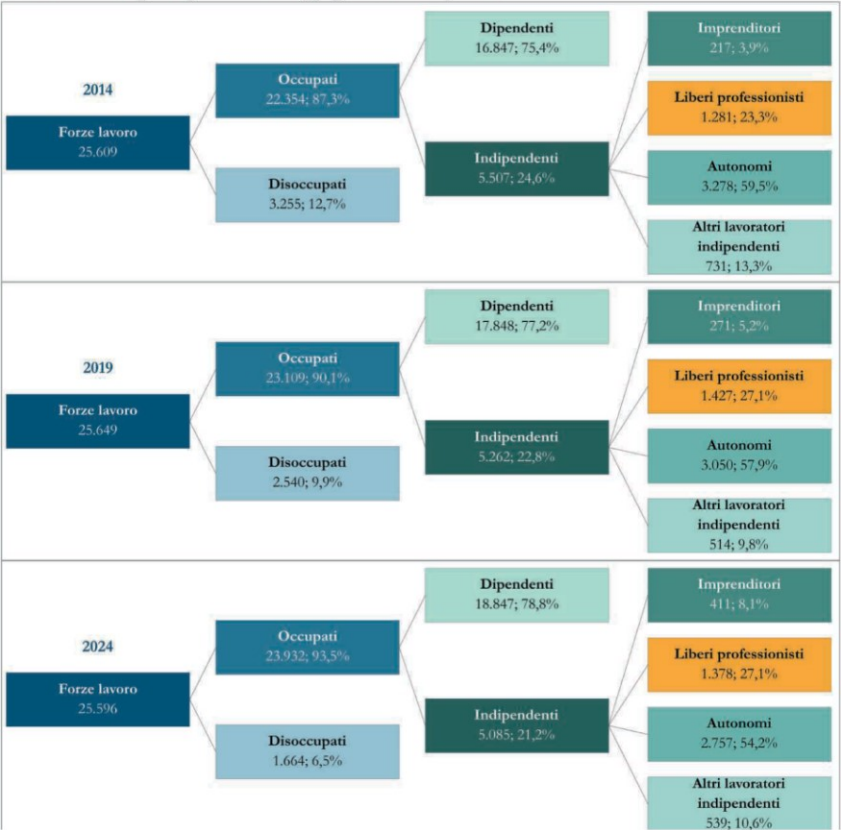 2014
Forze lavoro
25.609
Occupati
22.354; 87,3%
Disoccupati
3.255; 12,7%
Dipendenti
16.847; 75,4%
Indipendenti
5.507; 24,6%
Imprenditori
217; 3,9%
Liberi professionisti
1.281; 23,3%
Autonomi
3.278; 59,5%
Altri lavoratori
indipendenti
731; 13,3%
2019
Forze lavoro
25.649
Occupati
23.109; 90,1%
Disoccupati
2.540; 9,9%
Dipendenti
17.848; 77,2%
Indipendenti
5.262; 22,8%
Imprenditori
271; 5,2%
Liberi professionisti
1.427; 27,1%
Autonomi
3.050; 57,9%
Altri lavoratori
indipendenti
514; 9,8%
2024
Forze lavoro
25.596
Occupati
23.932; 93,5%
Disoccupati
1.664; 6,5%
Dipendenti
18.847; 78,8%
Indipendenti
5.085; 21,2%
Imprenditori
411; 8,1%
Liberi professionisti
1.378; 27,1%
Autonomi
2.757; 54,2%
Altri lavoratori
indipendenti
539; 10,6%